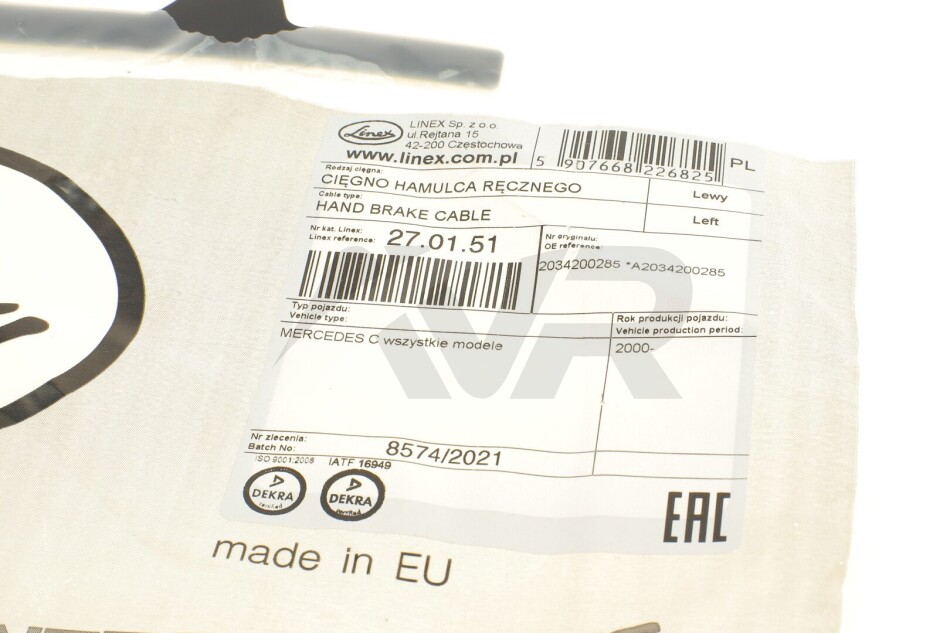 Linex
LINEX Sp. z o.o.
ul.Rejtana 15
42-200 Częstochowa
www.linex.com.pl
5 907668 226825
PL
Rodzaj cięgna:
CIĘGNO HAMULCA RĘCZNEGO
Lewy
Cable type:
HAND BRAKE CABLE
Left
Nr kat. Linex:
Linex reference: 27.01.51
Nr oryginału:
OE reference:
2034200285 *A2034200285
Typ pojazdu:
Vehicle type:
Rok produkcji pojazdu:
Vehicle production period:
MERCEDES C wszystkie modele
2000-
Nr zlecenia:
Batch No: 8574/2021
ISO 9001:2008 IATF 16949
DEKRA
certified
DEKRA
certified
EAC
made in EU
VR